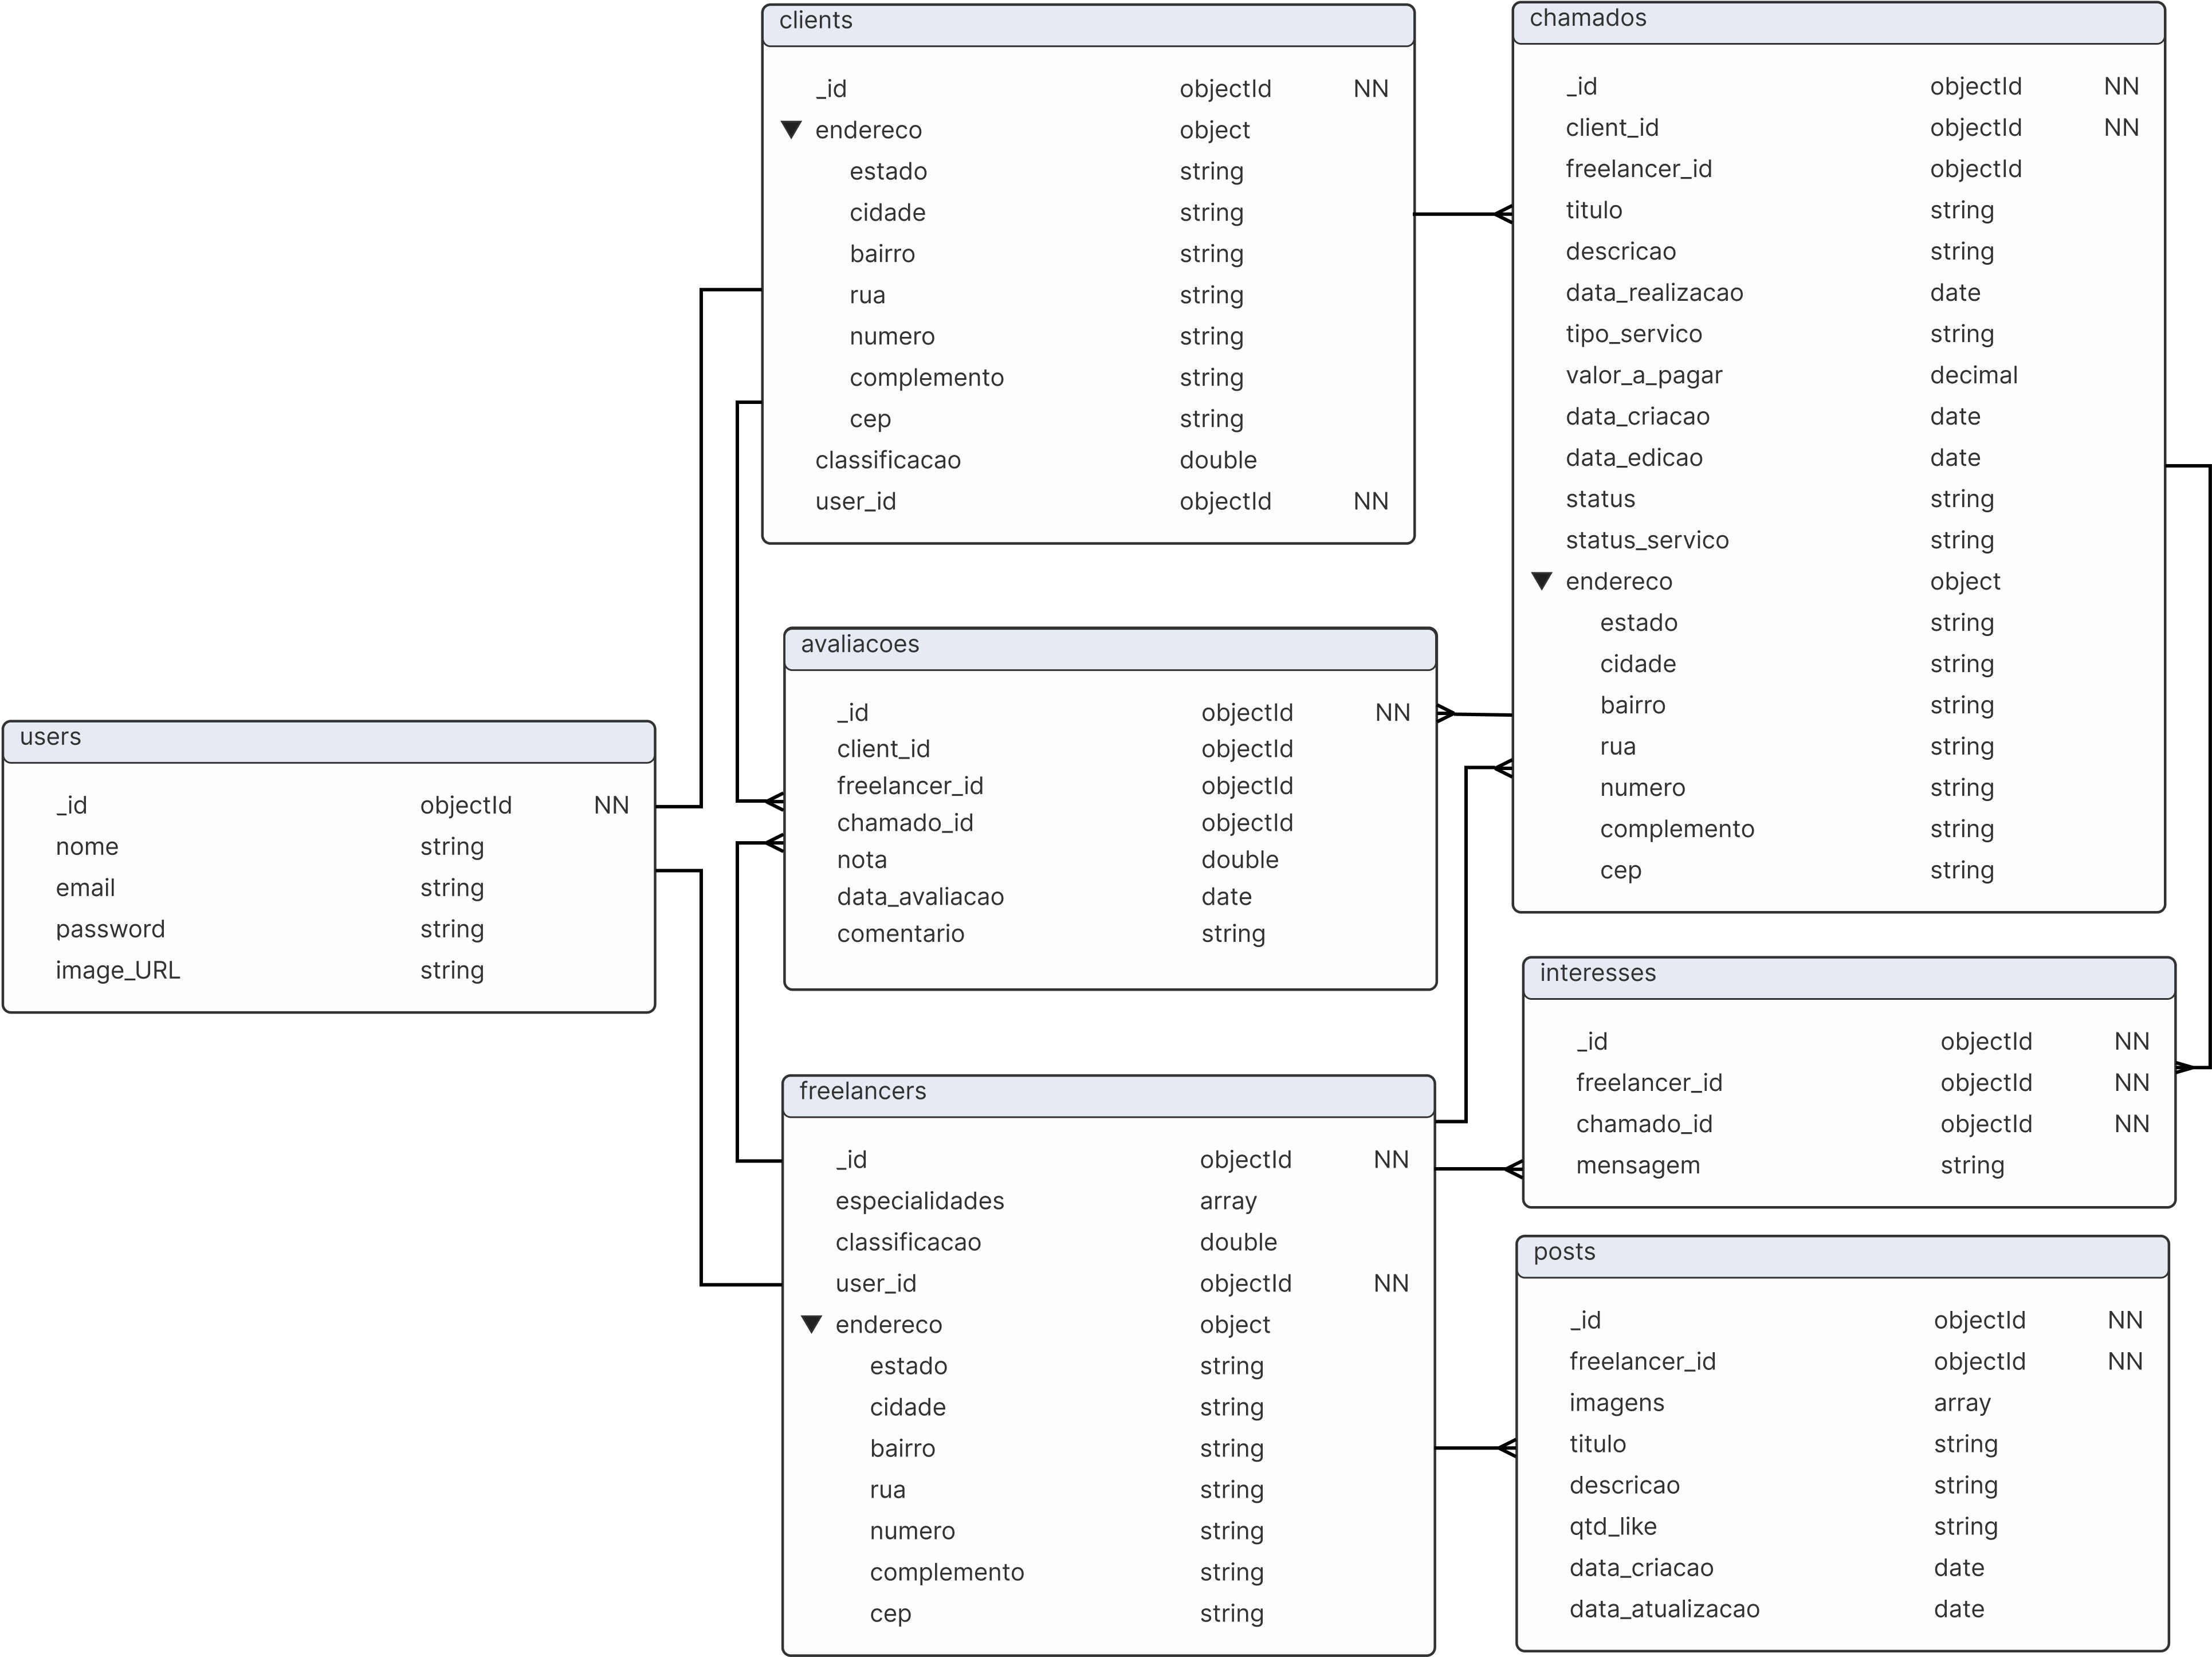 clients
_id objectId NN
endereco object
estado string
cidade string
bairro string
rua string
numero string
complemento string
cep string
classificacao double
user_id objectId NN
chamados
_id objectId NN
client_id objectId NN
freelancer_id objectId
titulo string
descricao string
data_realizacao date
tipo_servico string
valor_a_pagar decimal
data_criacao date
data_edicao date
status string
status_servico string
endereco object
estado string
cidade string
bairro string
rua string
numero string
complemento string
cep string
avaliacoes
_id objectId NN
client_id objectId
freelancer_id objectId
chamado_id objectId
nota double
data_avaliacao date
comentario string
users
_id objectId NN
nome string
email string
password string
image_URL string
interesses
_id objectId NN
freelancer_id objectId NN
chamado_id objectId NN
mensagem string
freelancers
_id objectId NN
especialidades array
classificacao double
user_id objectId NN
endereco object
estado string
cidade string
bairro string
rua string
numero string
complemento string
cep string
posts
_id objectId NN
freelancer_id objectId NN
imagens array
titulo string
descricao string
qtd_like string
data_criacao date
data_atualizacao date